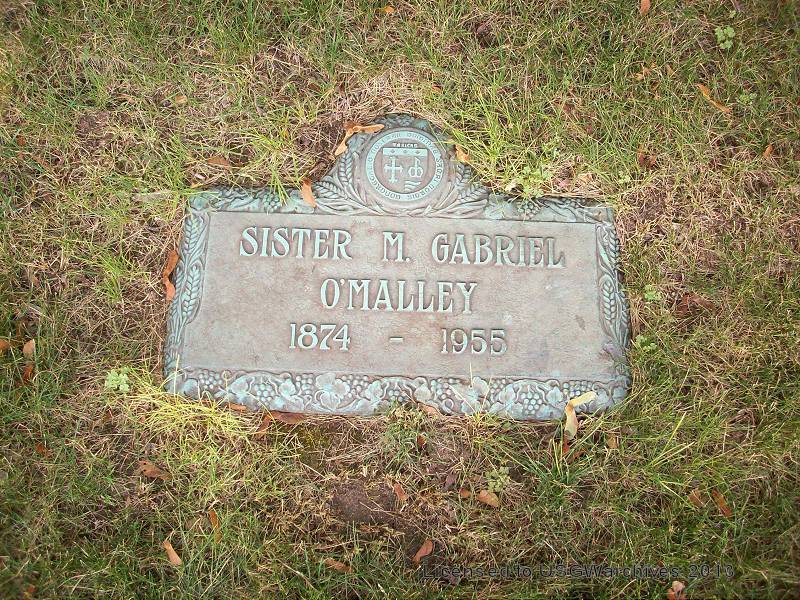 SISTER M. GABRIEL
O'MALLEY
1874 - 1955
Licensed to USGWarchives 2010